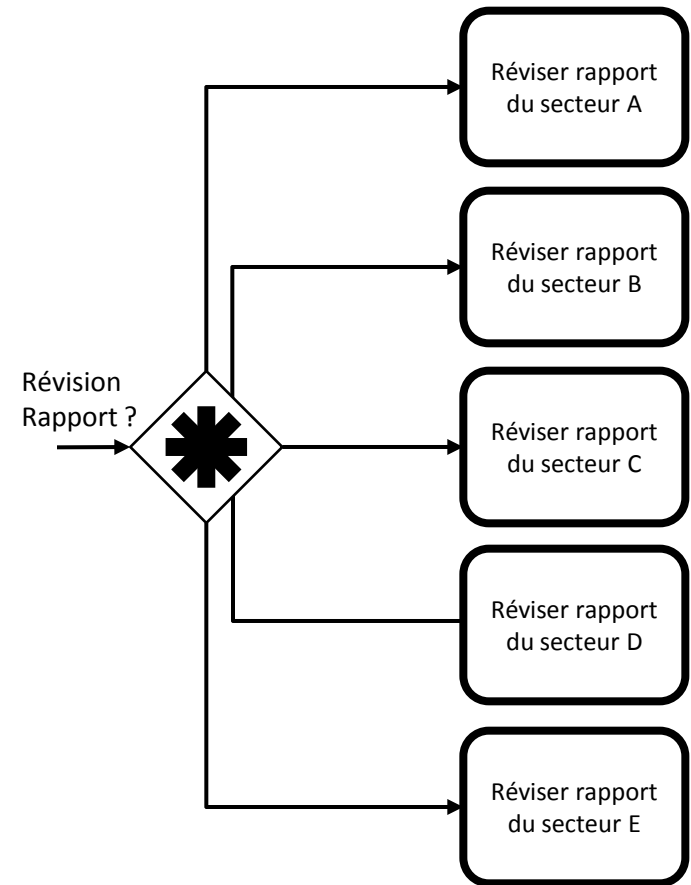 Réviser rapport
du secteur A
Réviser rapport
du secteur B
Révision
Rapport ?
Réviser rapport
du secteur C
Réviser rapport
du secteur D
Réviser rapport
du secteur E